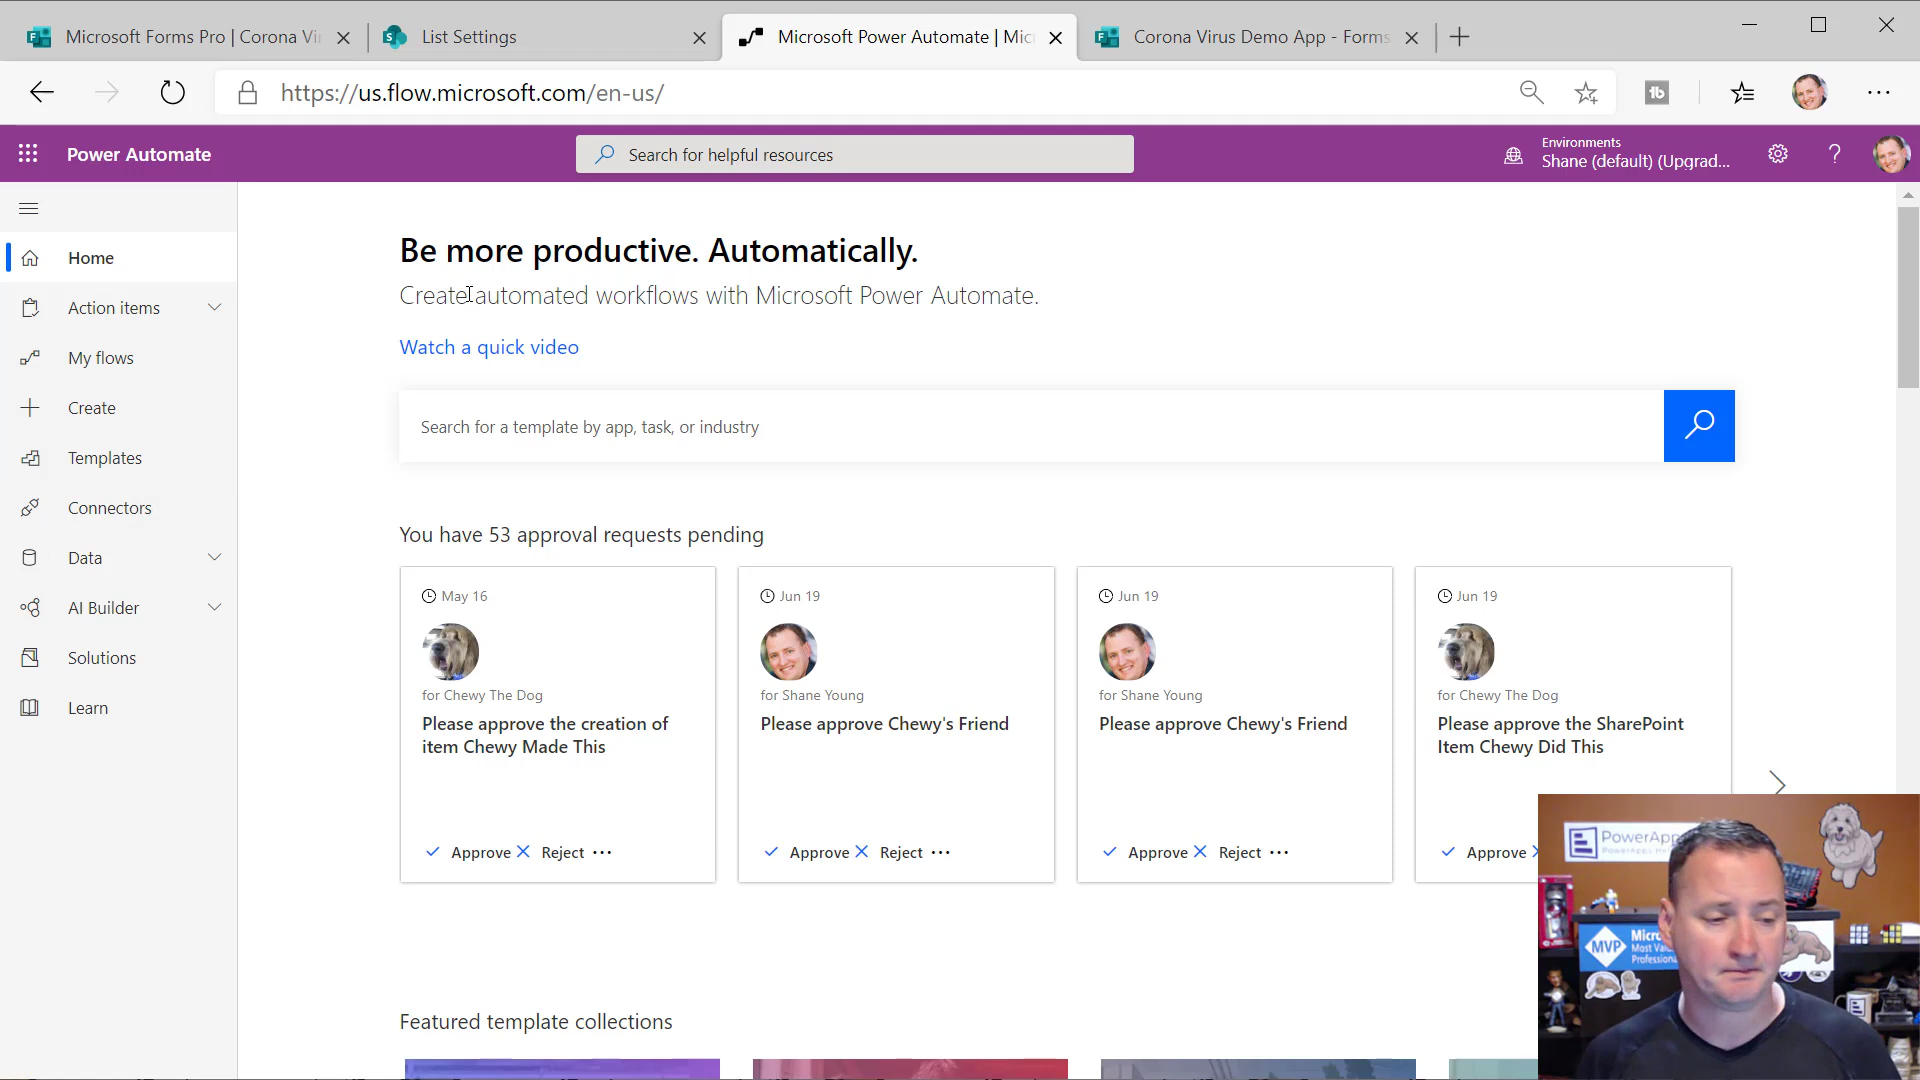 Microsoft Forms Pro | Corona Vi
List Settings
Microsoft Power Automate | Mic
Corona Virus Demo App - Forms
https://us.flow.microsoft.com/en-us/
Power Automate
Search for helpful resources
Environments
Shane (default) (Upgrad...
Home
Action items
My flows
Create
Templates
Connectors
Data
AI Builder
Solutions
Learn
Be more productive. Automatically.
Create automated workflows with Microsoft Power Automate.
Watch a quick video
Search for a template by app, task, or industry
You have 53 approval requests pending
May 16
for Chewy The Dog
Please approve the creation of
item Chewy Made This
Approve Reject
Jun 19
for Shane Young
Please approve Chewy's Friend
Approve Reject
Jun 19
for Shane Young
Please approve Chewy's Friend
Approve Reject
Jun 19
for Chewy The Dog
Please approve the SharePoint
Item Chewy Did This
Approve
PowerApp
MVP
Micro
Most Va
Professiona
Featured template collections